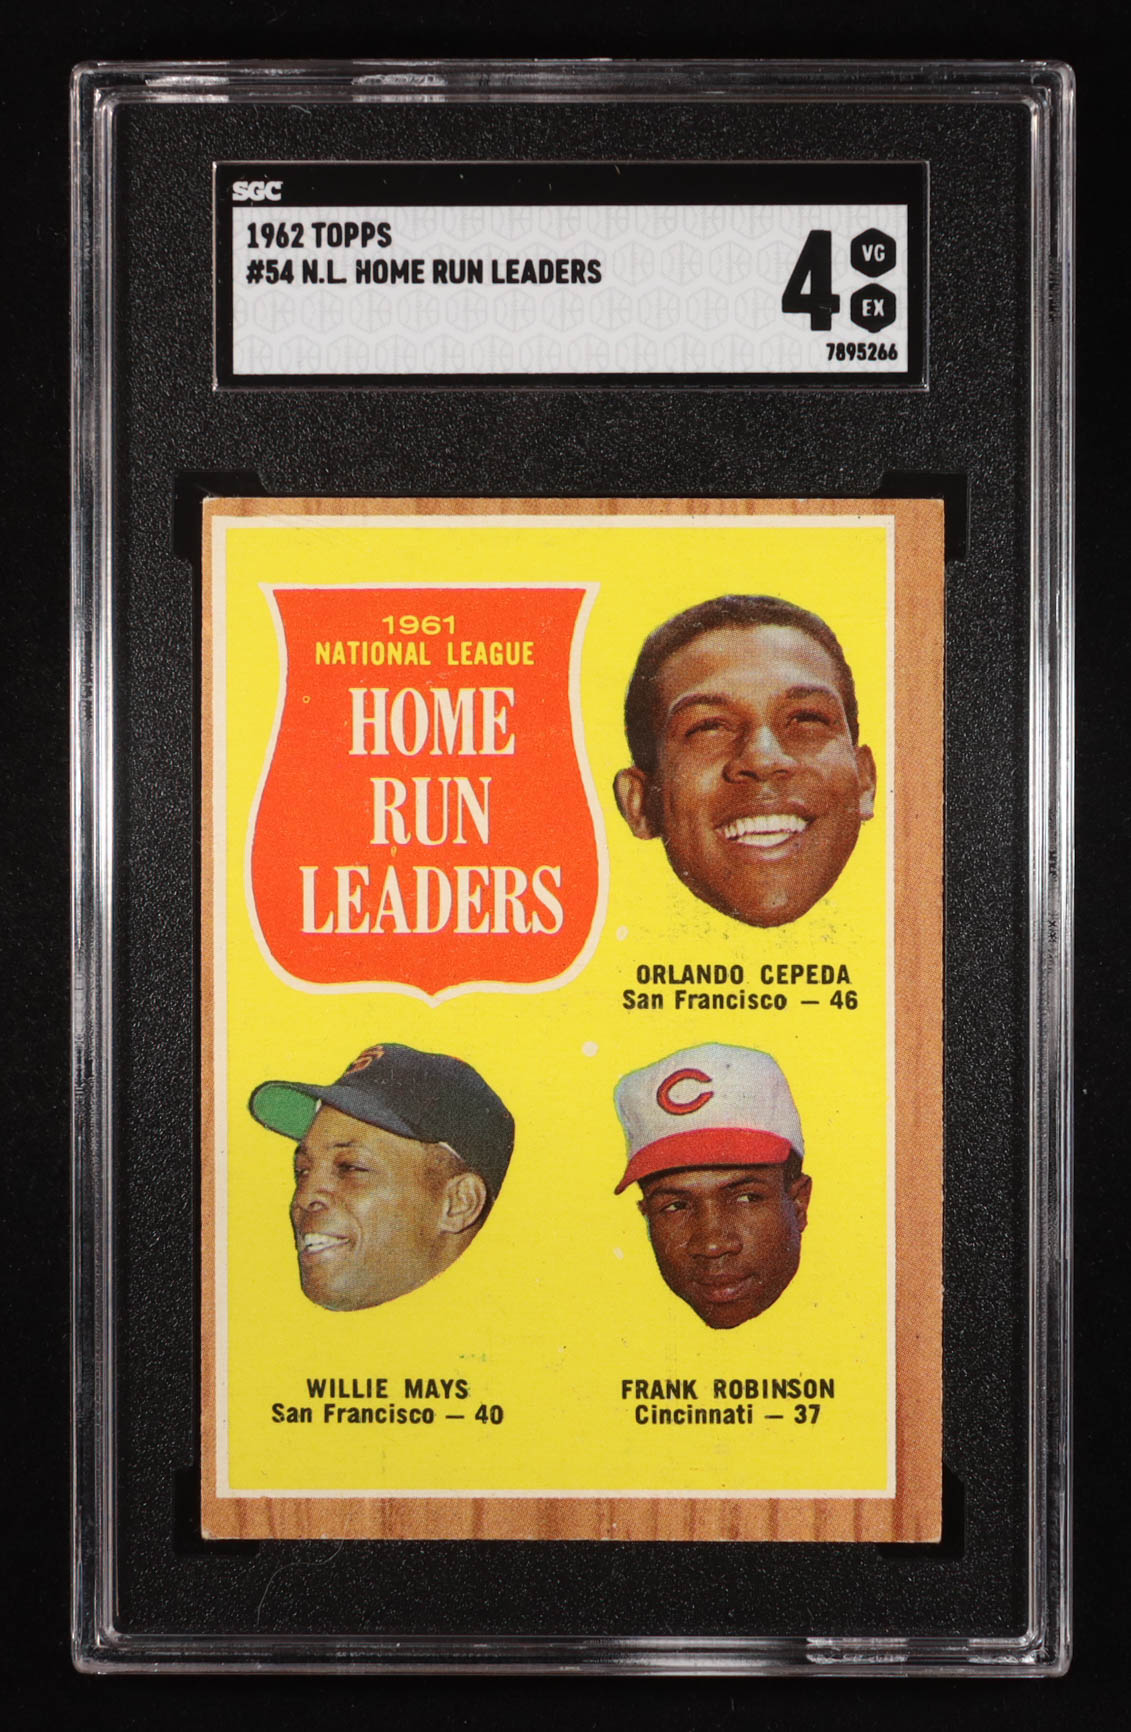 SGC
1962 TOPPS
#54 N.L. HOME RUN LEADERS
4
VG
EX
7895266
1961
NATIONAL LEAGUE
HOME
RUN
LEADERS
ORLANDO CEPEDA
San Francisco — 46
C
WILLIE MAYS
San Francisco — 40
FRANK ROBINSON
Cincinnati — 37